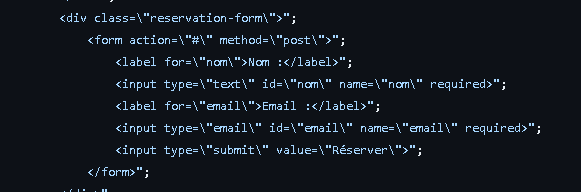 <div class=\"reservation-form\">";
<form action=\"#\" method=\"post\">";
<label for=\"nom\">Nom :</label>";
<input type=\"text\" id=\"nom\" name=\"nom\" required>";
<label for=\"email\">Email :</label>";
<input type=\"email\" id=\"email\" name=\"email\" required>";
<input type=\"submit\" value=\"Réserver\">";
</form>";